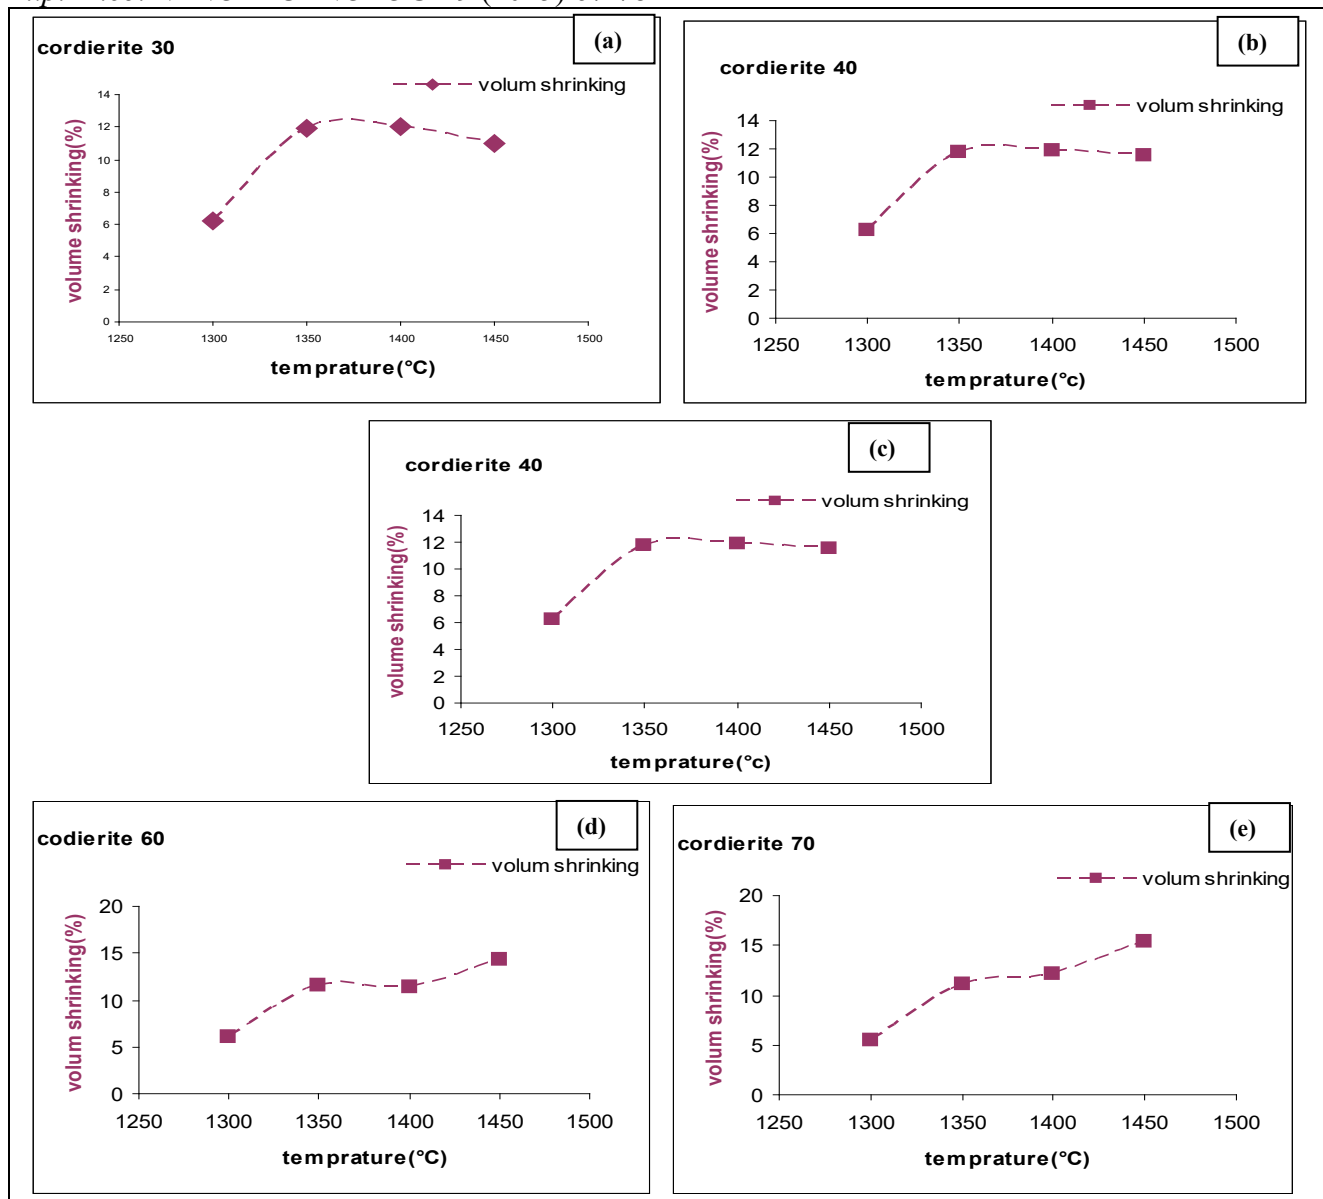 (a)
cordierite 30
volum shrinking
volume shrinking(%)
14
12
10
8
6
4
2
0
1250 1300 1350 1400 1450 1500
temprature(°C)
(b)
cordierite 40
volum shrinking
volume shrinking(%)
14
12
10
8
6
4
2
0
1250 1300 1350 1400 1450 1500
temprature(°c)
(c)
cordierite 40
volum shrinking
volume shrinking(%)
14
12
10
8
6
4
2
0
1250 1300 1350 1400 1450 1500
temprature(°c)
(d)
codierite 60
volum shrinking
volum shrinking(%)
20
15
10
5
0
1250 1300 1350 1400 1450 1500
temprature(°C)
(e)
cordierite 70
volum shrinking
volum shrinking(%)
20
15
10
5
0
1250 1300 1350 1400 1450 1500
temprature(°C)